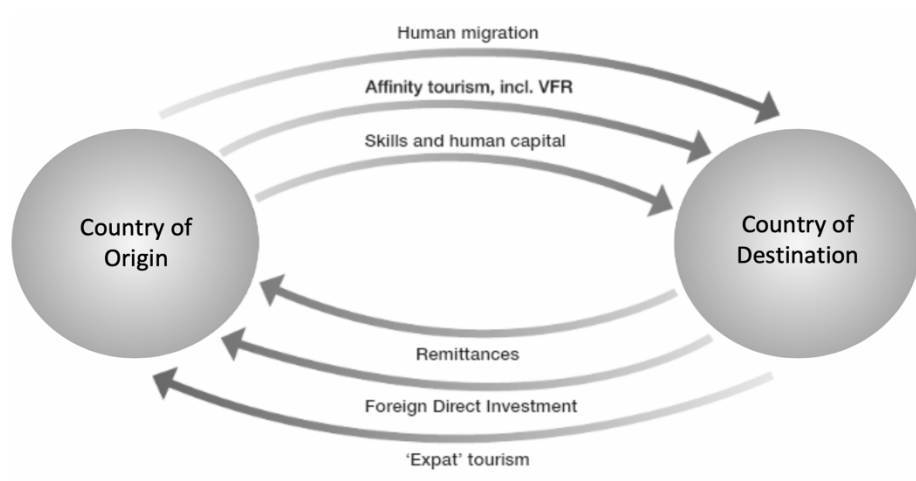 Human migration
Affinity tourism, incl. VFR
Skills and human capital
Country of
Origin
Country of
Destination
Remittances
Foreign Direct Investment
‘Expat’ tourism